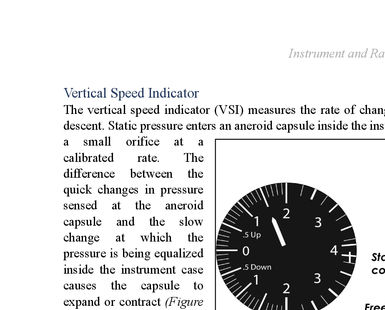 Instrument and Ra
Vertical Speed Indicator
The vertical speed indicator (VSI) measures the rate of chang
descent. Static pressure enters an aneroid capsule inside the ins
a small orifice at a
calibrated rate. The
difference between the
quick changes in pressure
sensed at the aneroid
capsule and the slow
change at which the
pressure is being equalized
inside the instrument case
causes the capsule to
expand or contract (Figure
1 2 3
.5 Up
0 4
.5 Down
1 2 3
Sta
co
Free